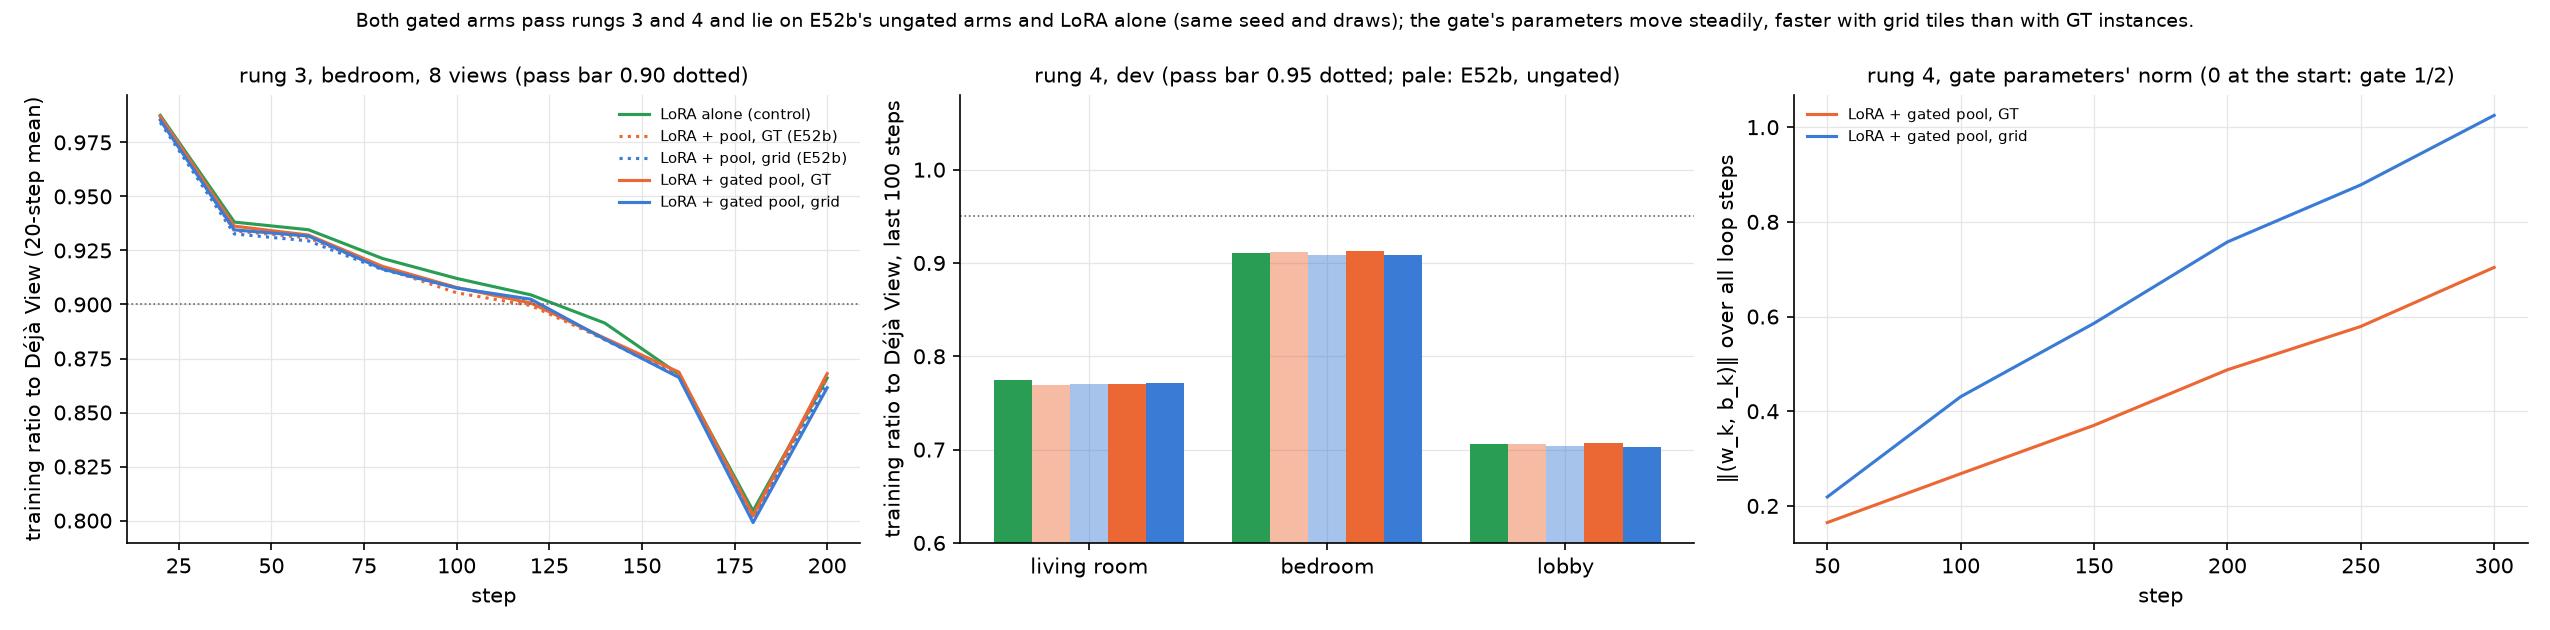 Both gated arms pass rungs 3 and 4 and lie on E52b's ungated arms and LoRA alone (same seed and draws); the gate's parameters move steadily, faster with grid tiles than with GT instances.
rung 3, bedroom, 8 views (pass bar 0.90 dotted)
training ratio to Déjà View (20-step mean)
0.975
0.950
0.925
0.900
0.875
0.850
0.825
0.800
LoRA alone (control)
LoRA + pool, GT (E52b)
LoRA + pool, grid (E52b)
LoRA + gated pool, GT
LoRA + gated pool, grid
25 50 75 100 125 150 175 200
step
rung 4, dev (pass bar 0.95 dotted; pale: E52b, ungated)
training ratio to Déjà View, last 100 steps
1.0
0.9
0.8
0.7
0.6
living room bedroom lobby
rung 4, gate parameters' norm (0 at the start: gate 1/2)
‖(w_k, b_k)‖ over all loop steps
1.0
0.8
0.6
0.4
0.2
LoRA + gated pool, GT
LoRA + gated pool, grid
50 100 150 200 250 300
step